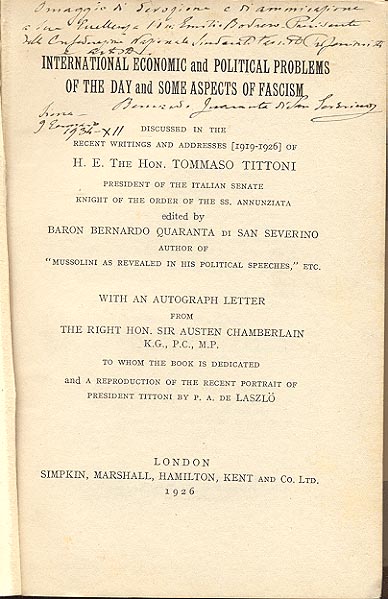 Omaggio di devozione e di ammirazione
a Sua Eccellenza l'On. Emilio Bodrero Presidente
della Confederazione Nazionale Sindacati Fascisti Professionisti
INTERNATIONAL ECONOMIC and POLITICAL PROBLEMS
OF THE DAY and SOME ASPECTS OF FASCISM
Bernardo Quaranta di San Severino
Roma
9 Gennaio
1934-XII
DISCUSSED IN THE
RECENT WRITINGS AND ADDRESSES [1919-1926] OF
H. E. THE HON. TOMMASO TITTONI
PRESIDENT OF THE ITALIAN SENATE
KNIGHT OF THE ORDER OF THE SS. ANNUNZIATA
edited by
BARON BERNARDO QUARANTA DI SAN SEVERINO
AUTHOR OF
"MUSSOLINI AS REVEALED IN HIS POLITICAL SPEECHES," ETC.
WITH AN AUTOGRAPH LETTER
FROM
THE RIGHT HON. SIR AUSTEN CHAMBERLAIN
K.G., P.C., M.P.
TO WHOM THE BOOK IS DEDICATED
and A REPRODUCTION OF THE RECENT PORTRAIT OF
PRESIDENT TITTONI BY P. A. DE LASZLÖ
LONDON
SIMPKIN, MARSHALL, HAMILTON, KENT AND CO. LTD.
1926